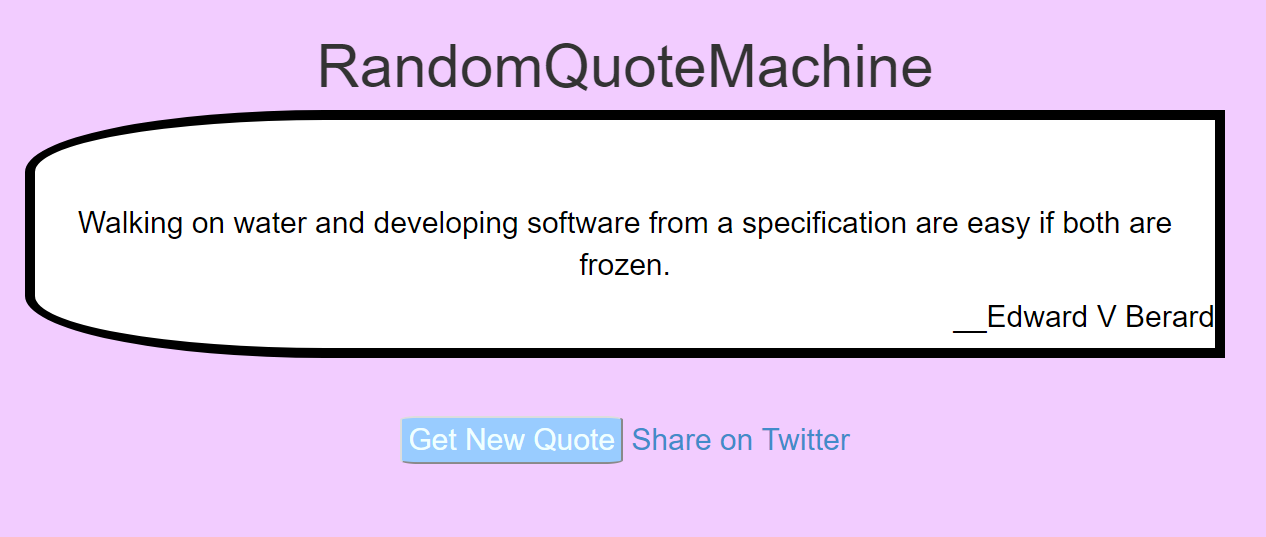 RandomQuoteMachine
Walking on water and developing software from a specification are easy if both are
frozen.
__Edward V Berard
Get New Quote Share on Twitter